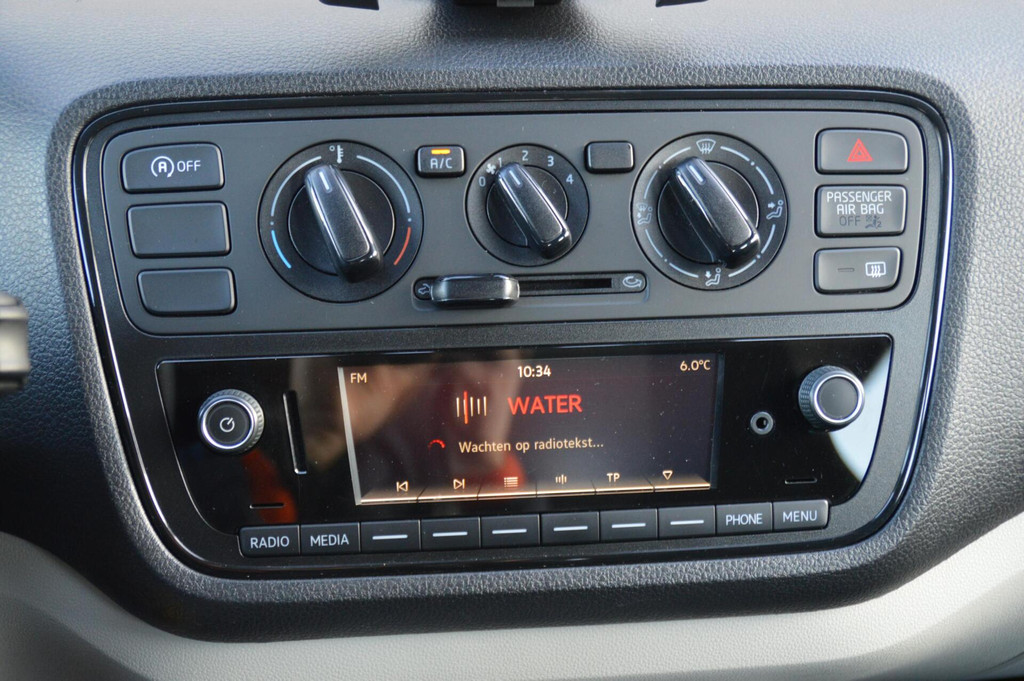 A OFF
A/C
0 1 2 3 4
PASSENGER
AIR BAG
OFF
FM 10:34 6.0°C
WATER
Wachten op radiotekst...
TP
RADIO MEDIA PHONE MENU